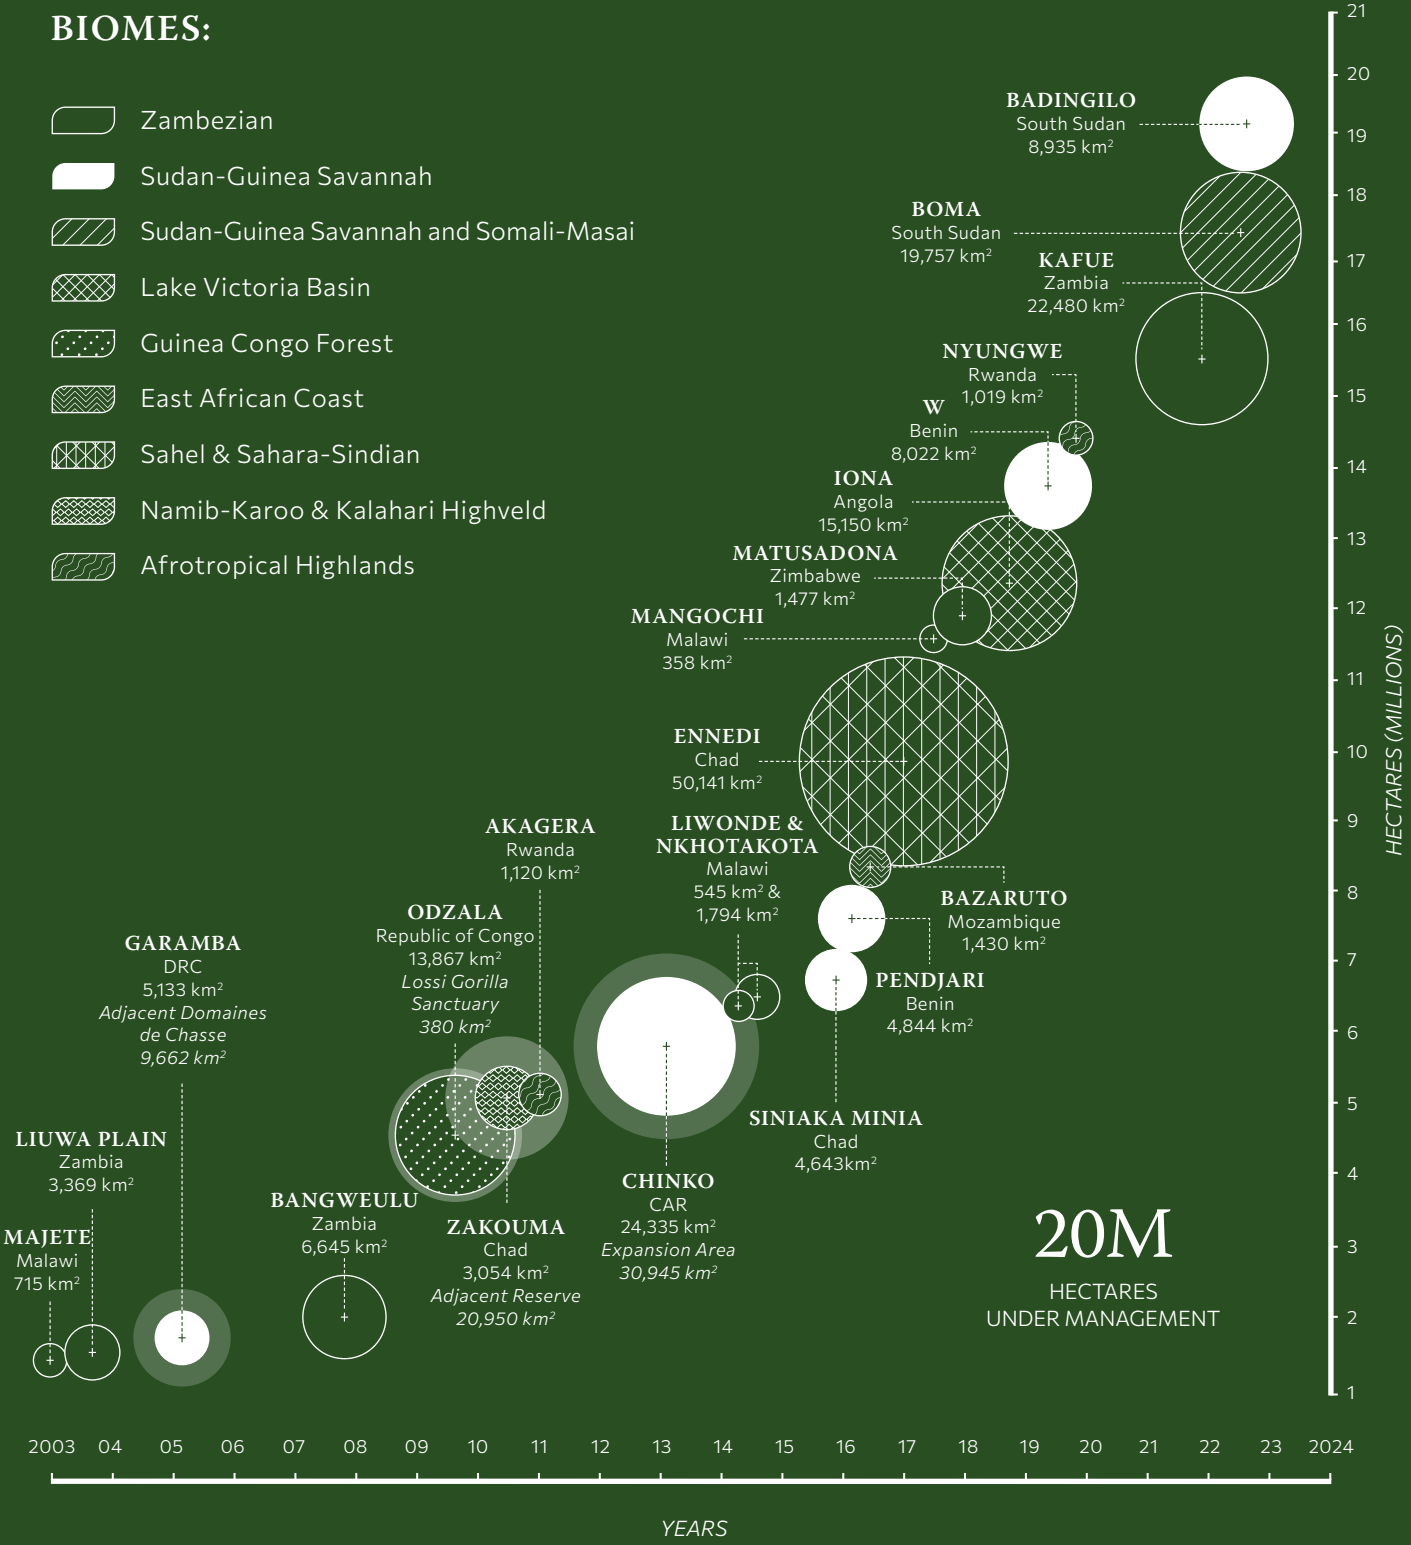 BIOMES:
Zambezian
Sudan-Guinea Savannah
Sudan-Guinea Savannah and Somali-Masai
Lake Victoria Basin
Guinea Congo Forest
East African Coast
Sahel & Sahara-Sindian
Namib-Karoo & Kalahari Highveld
Afrotropical Highlands
BADINGILO
South Sudan
8,935 km²
BOMA
South Sudan
19,757 km²
KAFUE
Zambia
22,480 km²
NYUNGWE
Rwanda
1,019 km²
W
Benin
8,022 km²
IONA
Angola
15,150 km²
MATUSADONA
Zimbabwe
1,477 km²
MANGOCHI
Malawi
358 km²
ENNEDI
Chad
50,141 km²
LIWONDE &
NKHOTAKOTA
Malawi
545 km² &
1,794 km²
BAZARUTO
Mozambique
1,430 km²
PENDJARI
Benin
4,844 km²
SINIAKA MINIA
Chad
4,643km²
AKAGERA
Rwanda
1,120 km²
ODZALA
Republic of Congo
13,867 km²
Lossi Gorilla
Sanctuary
380 km²
GARAMBA
DRC
5,133 km²
Adjacent Domaines
de Chasse
9,662 km²
LIUWA PLAIN
Zambia
3,369 km²
MAJETE
Malawi
715 km²
BANGWEULU
Zambia
6,645 km²
ZAKOUMA
Chad
3,054 km²
Adjacent Reserve
20,950 km²
CHINKO
CAR
24,335 km²
Expansion Area
30,945 km²
20M
HECTARES
UNDER MANAGEMENT
21
20
19
18
17
16
15
14
13
12
11
10
9
8
7
6
5
4
3
2
1
HECTARES (MILLIONS)
2003 04 05 06 07 08 09 10 11 12 13 14 15 16 17 18 19 20 21 22 23 2024
YEARS